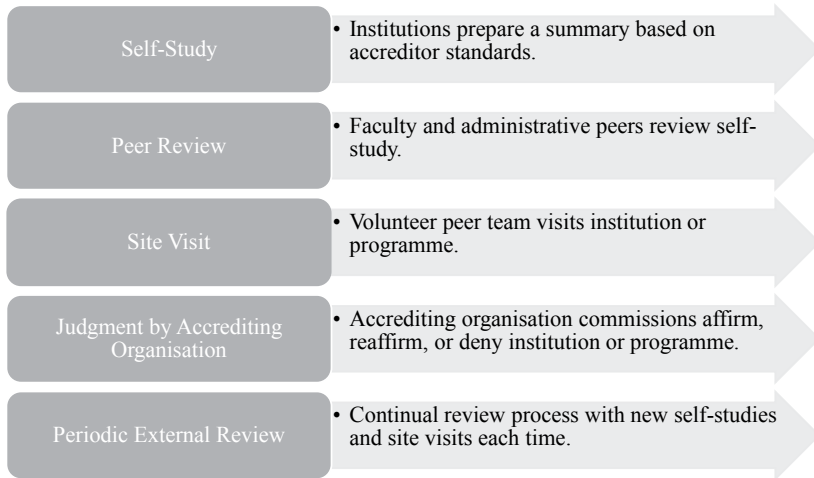 Self-Study
• Institutions prepare a summary based on
accreditor standards.
Peer Review
• Faculty and administrative peers review self-
study.
Site Visit
• Volunteer peer team visits institution or
programme.
Judgment by Accrediting
Organisation
• Accrediting organisation commissions affirm,
reaffirm, or deny institution or programme.
Periodic External Review
• Continual review process with new self-studies
and site visits each time.